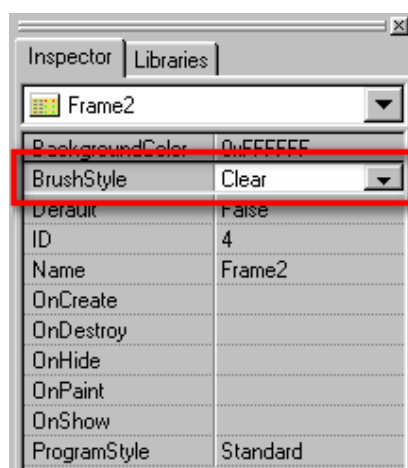 Inspector Libraries
Frame2
BackgroundColor 0xFFFFFF
BrushStyle Clear
Default False
ID 4
Name Frame2
OnCreate
OnDestroy
OnHide
OnPaint
OnShow
ProgramStyle Standard